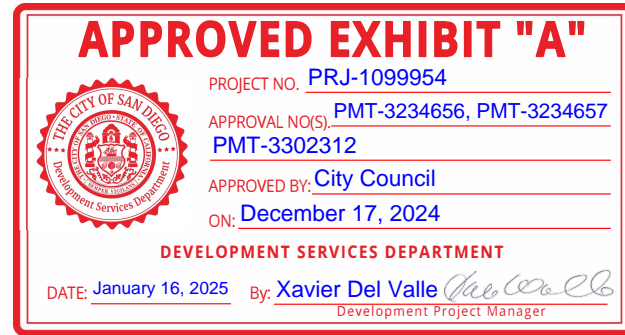 APPROVED EXHIBIT "A"
PROJECT NO. PRJ-1099954
APPROVAL NO(S). PMT-3234656, PMT-3234657
PMT-3302312
APPROVED BY: City Council
ON: December 17, 2024
THE CITY OF SAN DIEGO
Development Services Department
DEVELOPMENT SERVICES DEPARTMENT
DATE: January 16, 2025 By: Xavier Del Valle
Development Project Manager